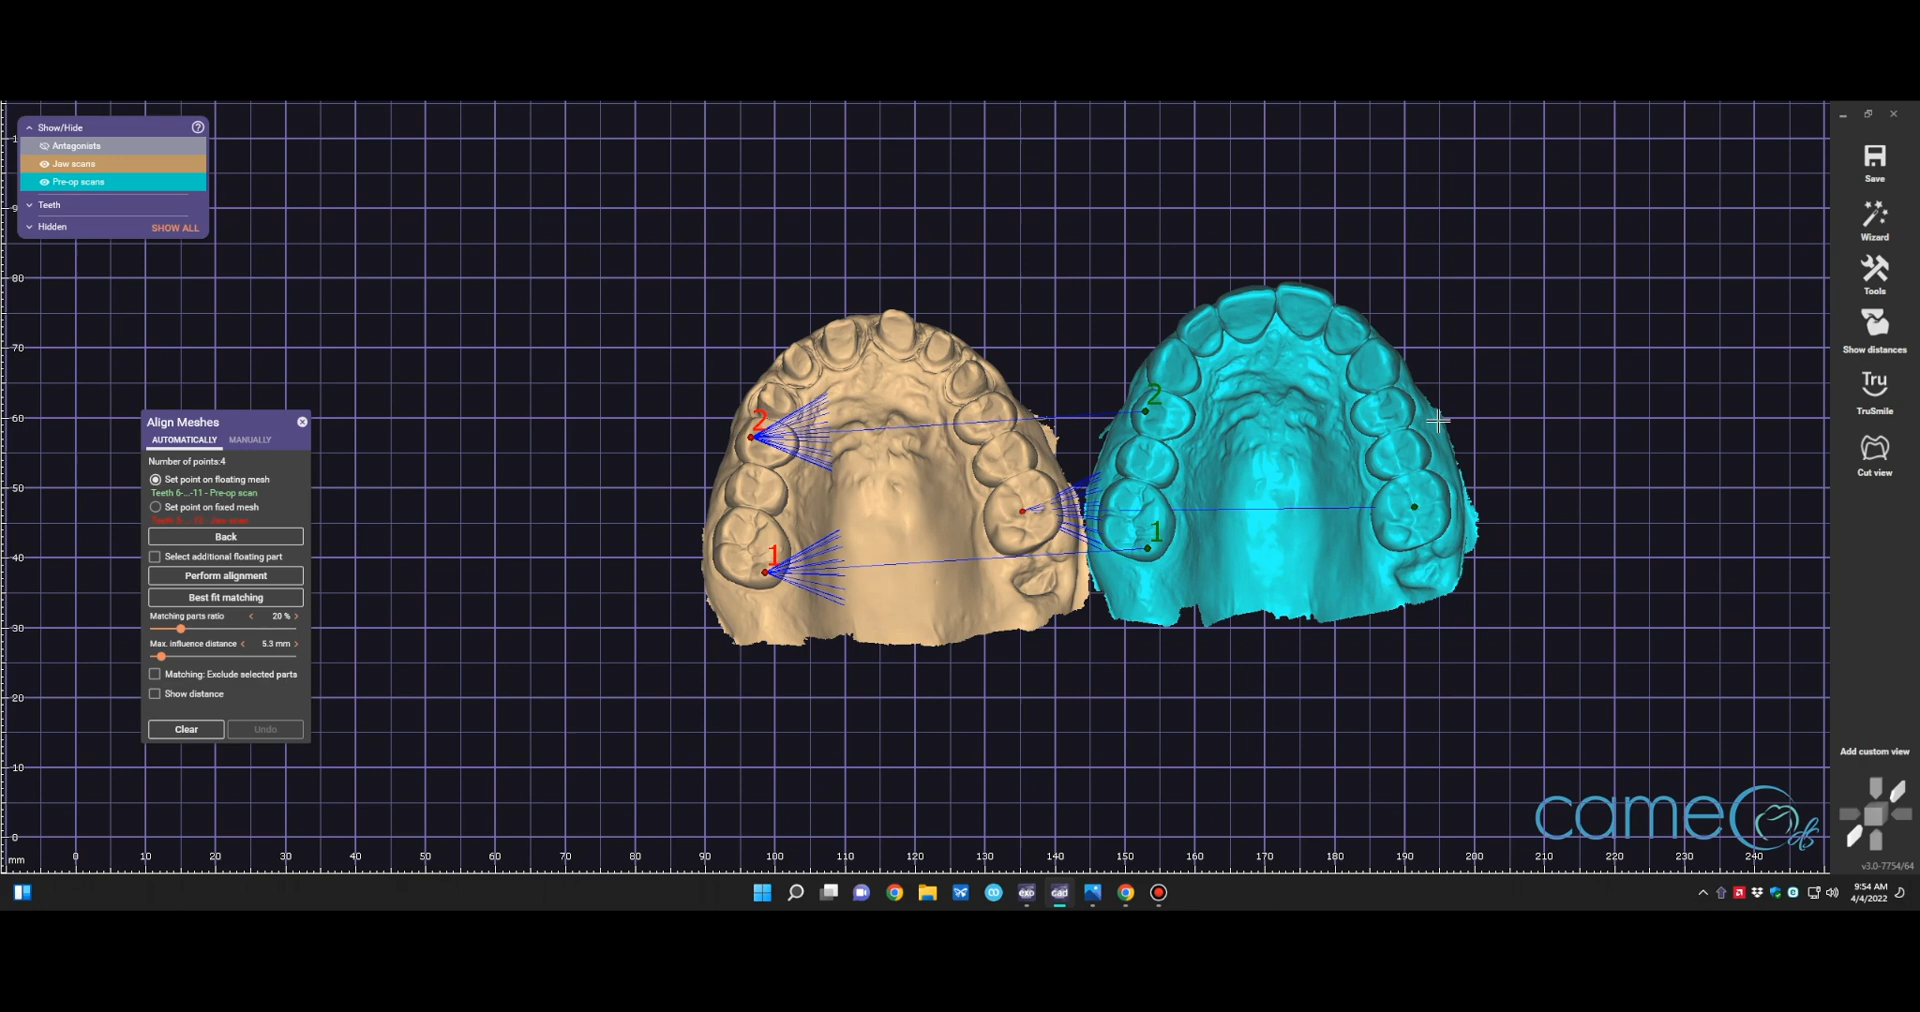 Show/Hide
Antagonists
Jaw scans
Pre-op scans
Teeth
Hidden SHOW ALL
Align Meshes
AUTOMATICALLY MANUALLY
Number of points:4
Set point on floating mesh
Teeth 6-...-11 - Pre-op scan
Set point on fixed mesh
Back
Select additional floating part
Perform alignment
Best fit matching
Matching parts ratio 20 %
Max. influence distance 5.3 mm
Matching: Exclude selected parts
Show distance
Clear Undo
2
1
2
1
Save
Wizard
Tools
Show distances
Tru
TruSmile
Cut view
Add custom view
cameo
v3.0-7754/64
80
70
60
50
40
30
20
10
0
mm 0 10 20 30 40 50 60 70 80 90 100 110 120 130 140 150 160 170 180 190 200 210 220 230 240
exo cad
9:54 AM
4/4/2022